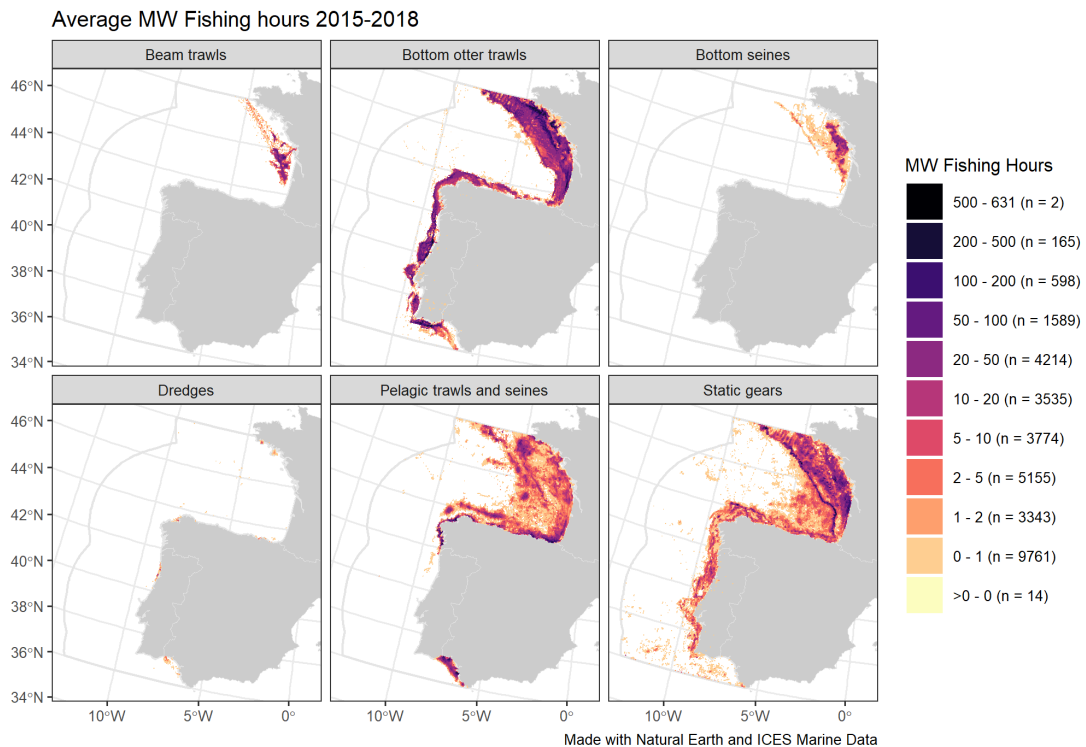 Average MW Fishing hours 2015-2018
Beam trawls
Bottom otter trawls
Bottom seines
46°N
44°N
42°N
40°N
38°N
36°N
34°N
Dredges
Pelagic trawls and seines
Static gears
46°N
44°N
42°N
40°N
38°N
36°N
34°N
10°W
5°W
0°
10°W
5°W
0°
10°W
5°W
0°
MW Fishing Hours
500 - 631 (n = 2)
200 - 500 (n = 165)
100 - 200 (n = 598)
50 - 100 (n = 1589)
20 - 50 (n = 4214)
10 - 20 (n = 3535)
5 - 10 (n = 3774)
2 - 5 (n = 5155)
1 - 2 (n = 3343)
0 - 1 (n = 9761)
>0 - 0 (n = 14)
Made with Natural Earth and ICES Marine Data